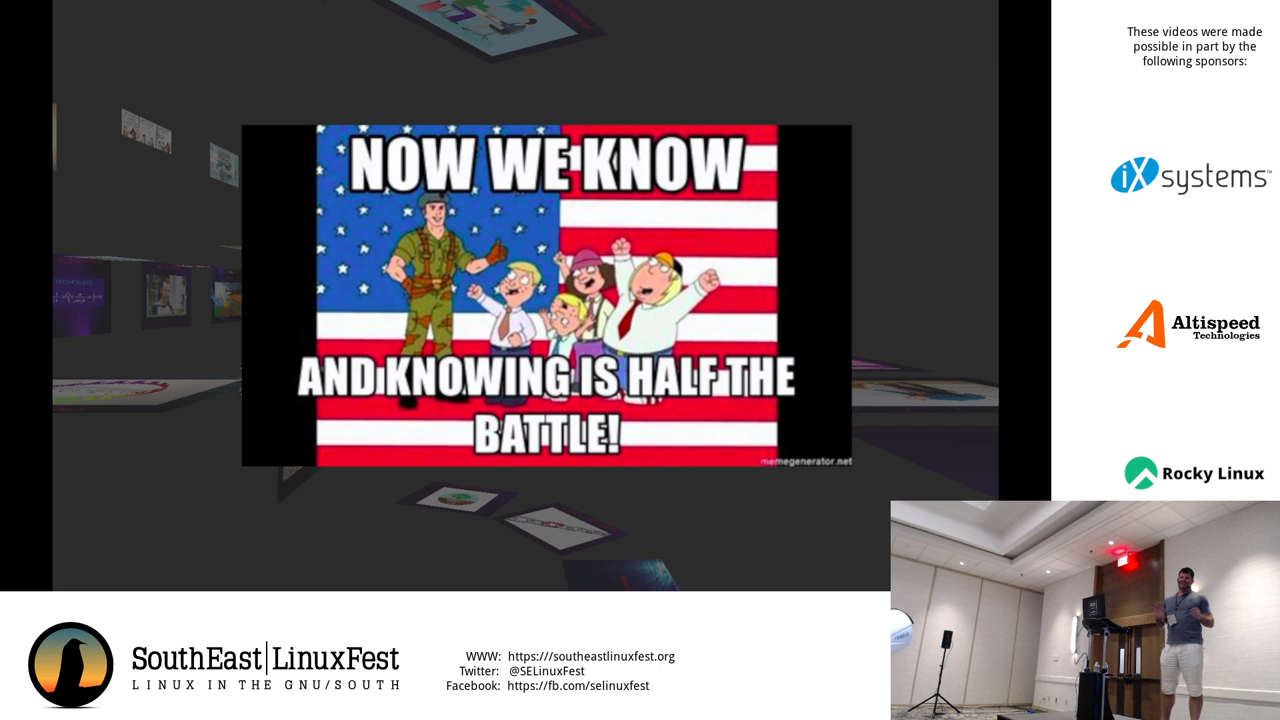 These videos were made
possible in part by the
following sponsors:
NOW WE KNOW
AND KNOWING IS HALF THE
BATTLE!
memegenerator.net
iX systems™
Altispeed
Technologies
Rocky Linux
SouthEast|LinuxFest
LINUX IN THE GNU/SOUTH
WWW: https:///southeastlinuxfest.org
Twitter: @SELinuxFest
Facebook: https://fb.com/selinuxfest